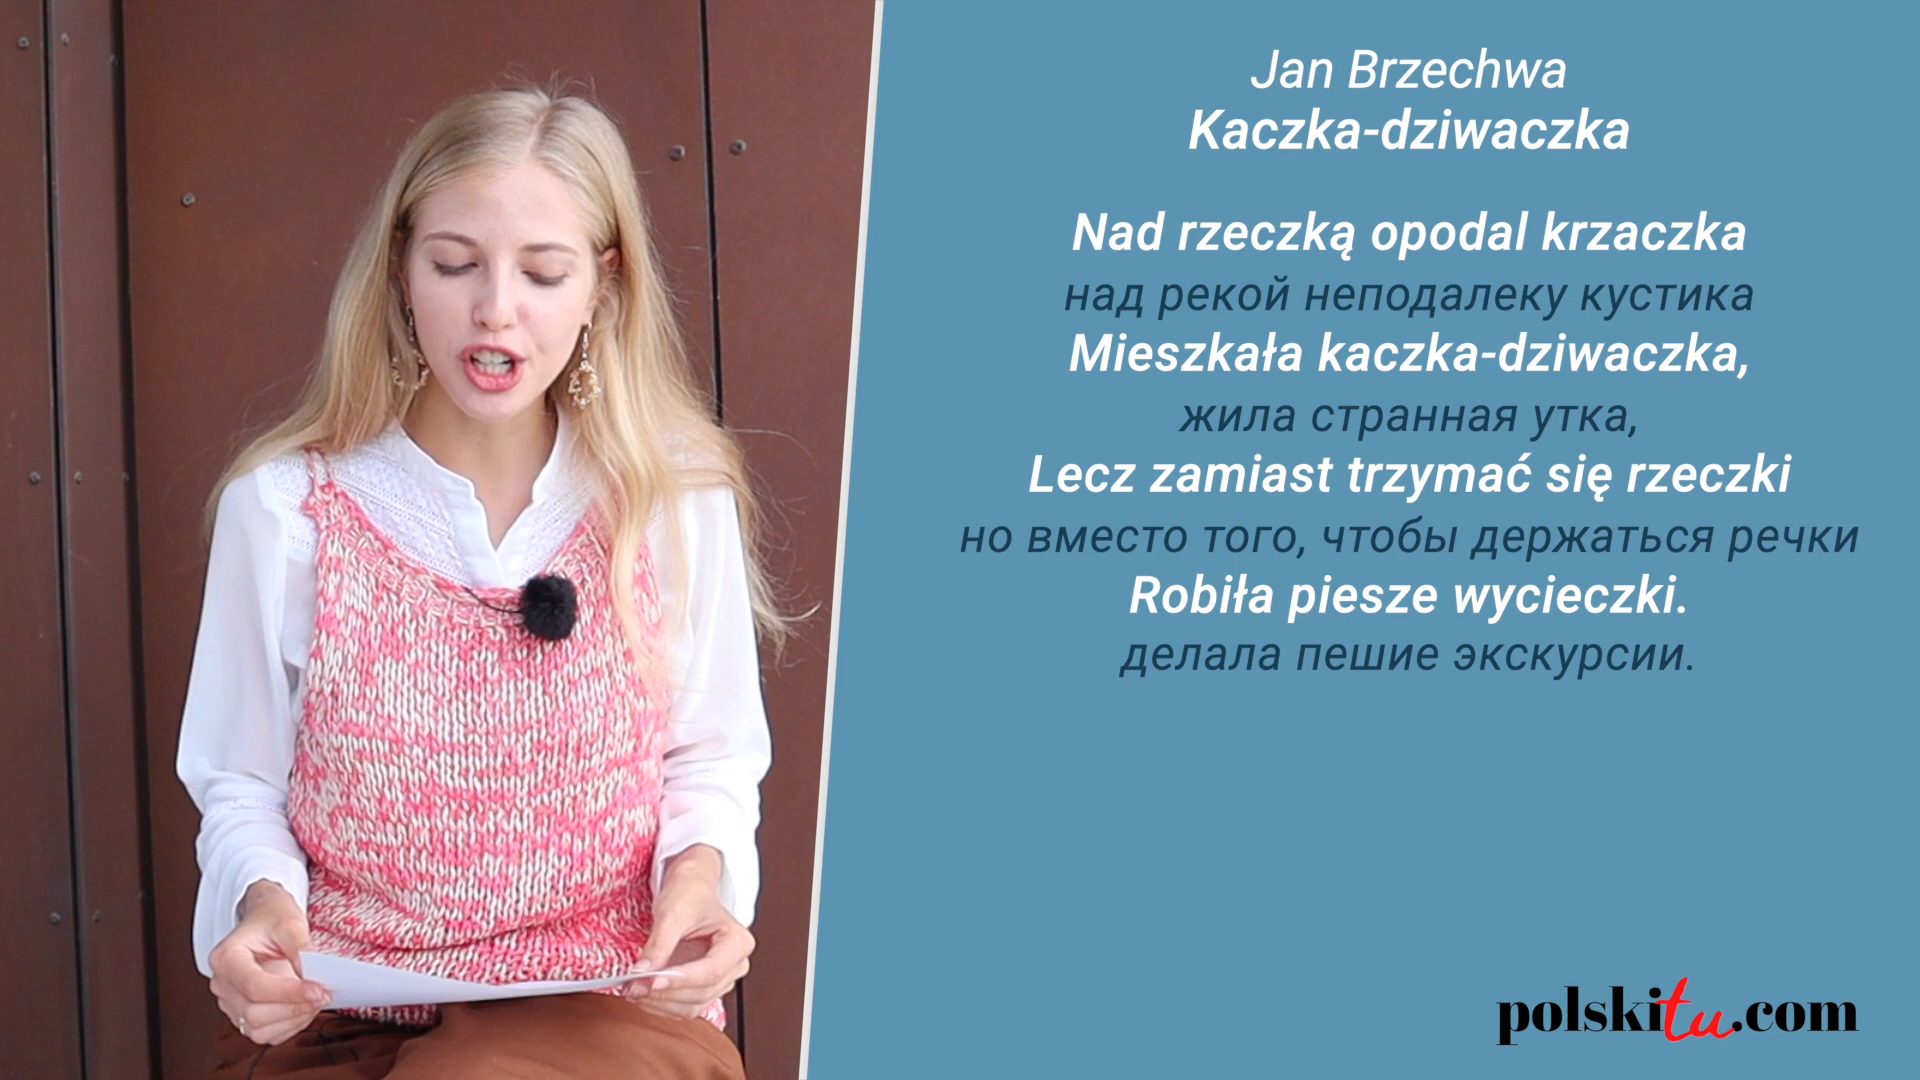 Jan Brzechwa
Kaczka-dziwaczka
Nad rzeczką opodal krzaczka
над рекой неподалеку кустика
Mieszkała kaczka-dziwaczka,
жила странная утка,
Lecz zamiast trzymać się rzeczki
но вместо того, чтобы держаться речки
Robiła piesze wycieczki.
делала пешие экскурсии.
polskitu.com